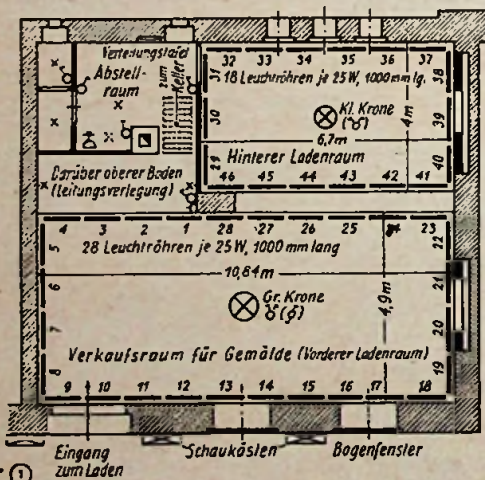 Verteilungstafel
Abstell-
raum
zum
Keller
32 33 34 35 36 37
31 18 Leuchtröhren je 25W, 1000 mm lg. 38
30
Kl. Krone
4m
39
6,7m
29
Hinterer Ladenraum
40
46 45 44 43 42 41
Darüber oberer Boden
(Leitungsverlegung)
4 3 2 1 28 27 26 25 24 23
5 28 Leuchtröhren je 25W, 1000 mm lang 22
10,84m
6
21
Gr. Krone
4,9m
7
20
Verkaufsraum für Gemälde (Vorderer Ladenraum)
8
19
9 10 11 12 13 14 15 16 17 18
Eingang
zum Laden
Schaukästen
Bogenfenster
1